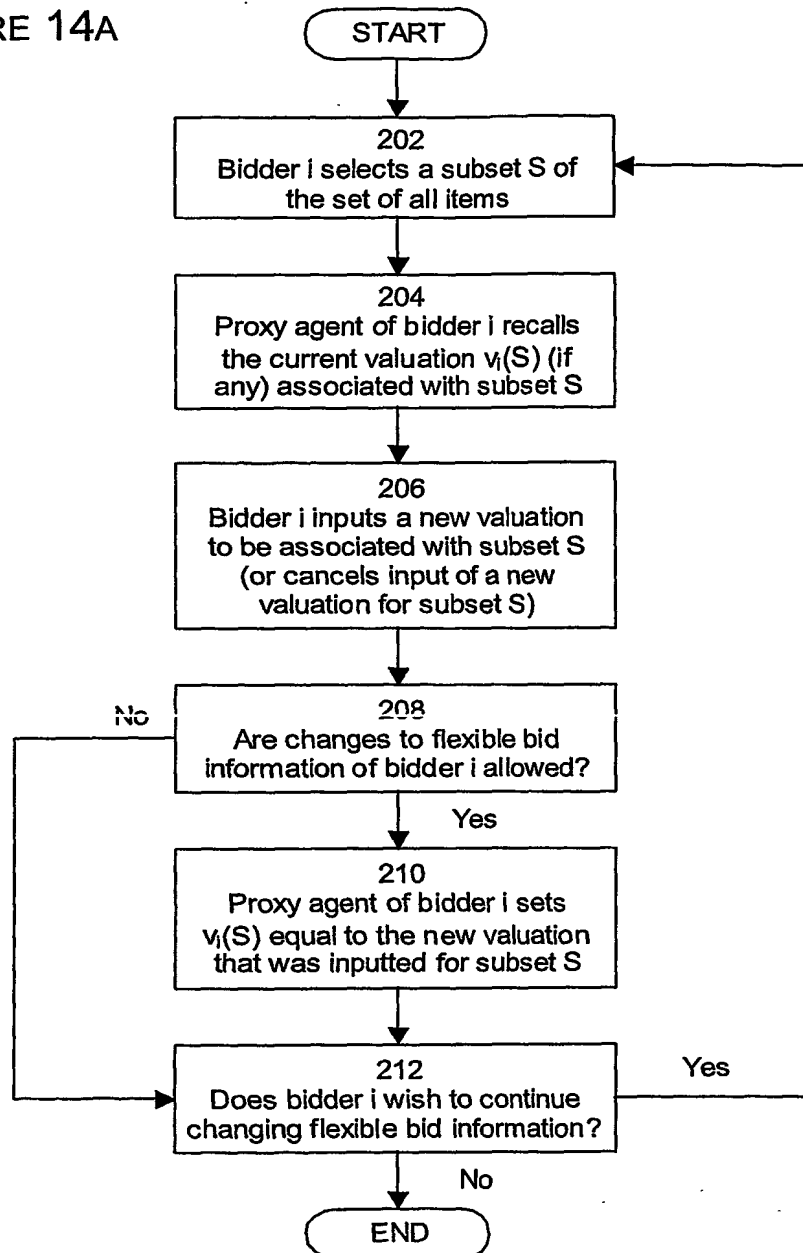 RE 14A
START
202
Bidder i selects a subset S of
the set of all items
204
Proxy agent of bidder i recalls
the current valuation vᵢ(S) (if
any) associated with subset S
206
Bidder i inputs a new valuation
to be associated with subset S
(or cancels input of a new
valuation for subset S)
No
208
Are changes to flexible bid
information of bidder i allowed?
Yes
210
Proxy agent of bidder i sets
vᵢ(S) equal to the new valuation
that was inputted for subset S
212
Does bidder i wish to continue
changing flexible bid information?
Yes
No
END